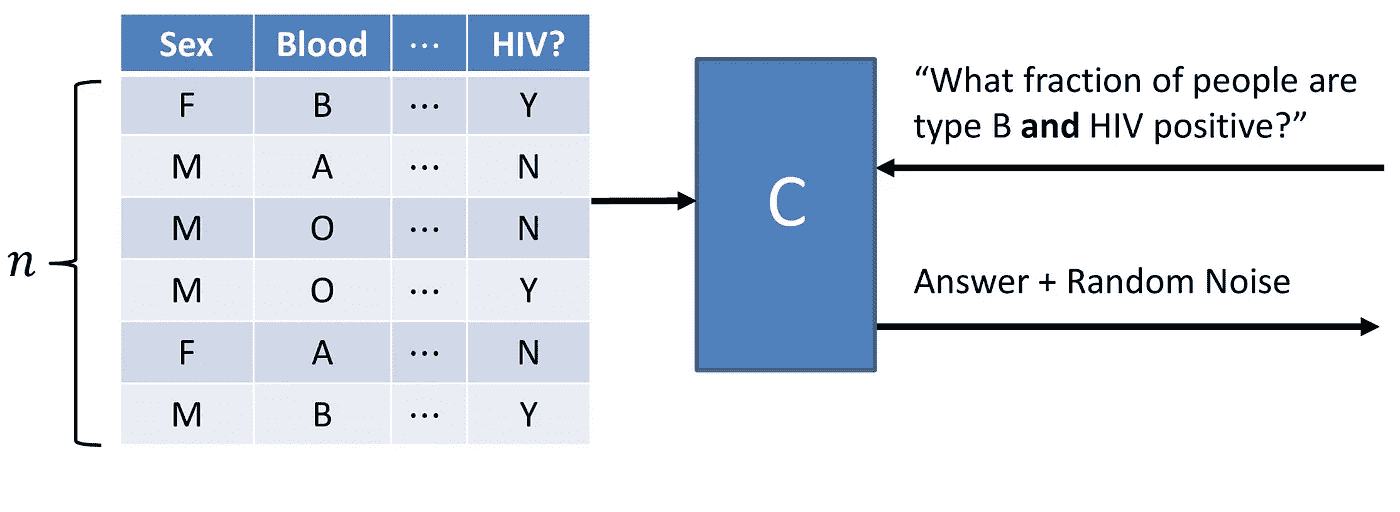 Sex Blood ... HIV?
F B ... Y
M A ... N
M O ... N
n
M O ... Y
F A ... N
M B ... Y
C
“What fraction of people are
type B and HIV positive?”
Answer + Random Noise